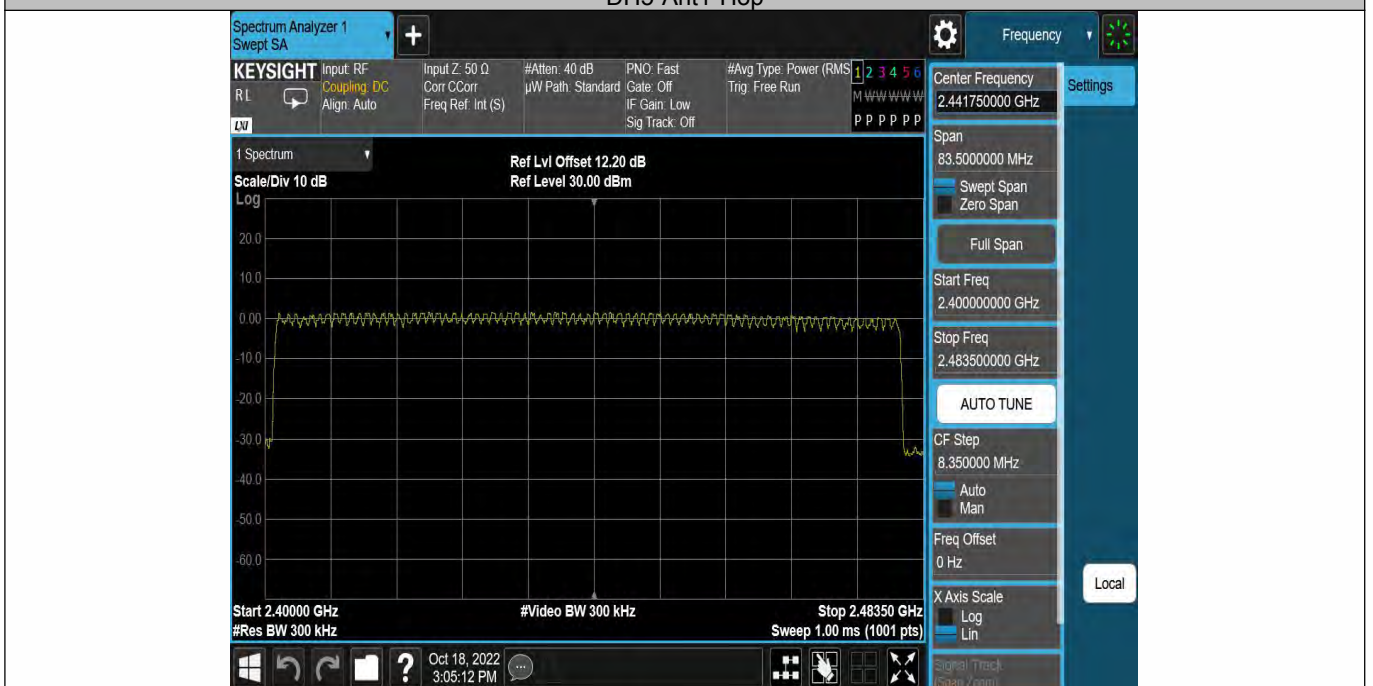 Spectrum Analyzer 1
Swept SA
+
Frequency
KEYSIGHT
RL
LXI
Input: RF
Coupling: DC
Align: Auto
Input Z: 50 Ω
Corr CCorr
Freq Ref: Int (S)
#Atten: 40 dB
µW Path: Standard
PNO: Fast
Gate: Off
IF Gain: Low
Sig Track: Off
#Avg Type: Power (RMS
Trig: Free Run
1 2 3 4 5 6
M W W W W W
P P P P P P
1 Spectrum
Scale/Div 10 dB
Ref Lvl Offset 12.20 dB
Ref Level 30.00 dBm
Log
20.0
10.0
0.00
-10.0
-20.0
-30.0
-40.0
-50.0
-60.0
Start 2.40000 GHz
#Res BW 300 kHz
#Video BW 300 kHz
Stop 2.48350 GHz
Sweep 1.00 ms (1001 pts)
Center Frequency
2.441750000 GHz
Settings
Span
83.5000000 MHz
Swept Span
Zero Span
Full Span
Start Freq
2.400000000 GHz
Stop Freq
2.483500000 GHz
AUTO TUNE
CF Step
8.350000 MHz
Auto
Man
Freq Offset
0 Hz
X Axis Scale
Log
Lin
Signal Track
(Span Zoom)
Local
?
Oct 18, 2022
3:05:12 PM